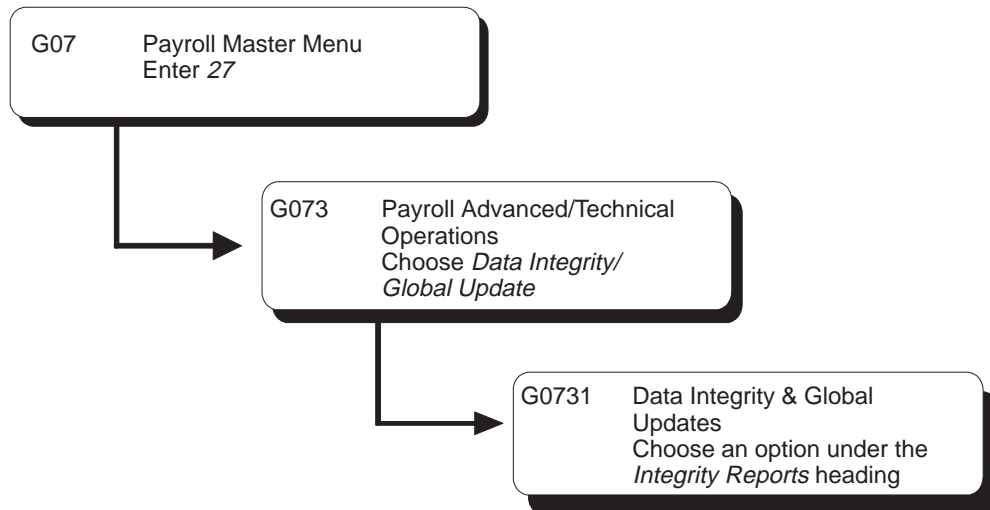 G07 Payroll Master Menu
Enter 27
G073 Payroll Advanced/Technical
Operations
Choose Data Integrity/
Global Update
G0731 Data Integrity & Global
Updates
Choose an option under the
Integrity Reports heading